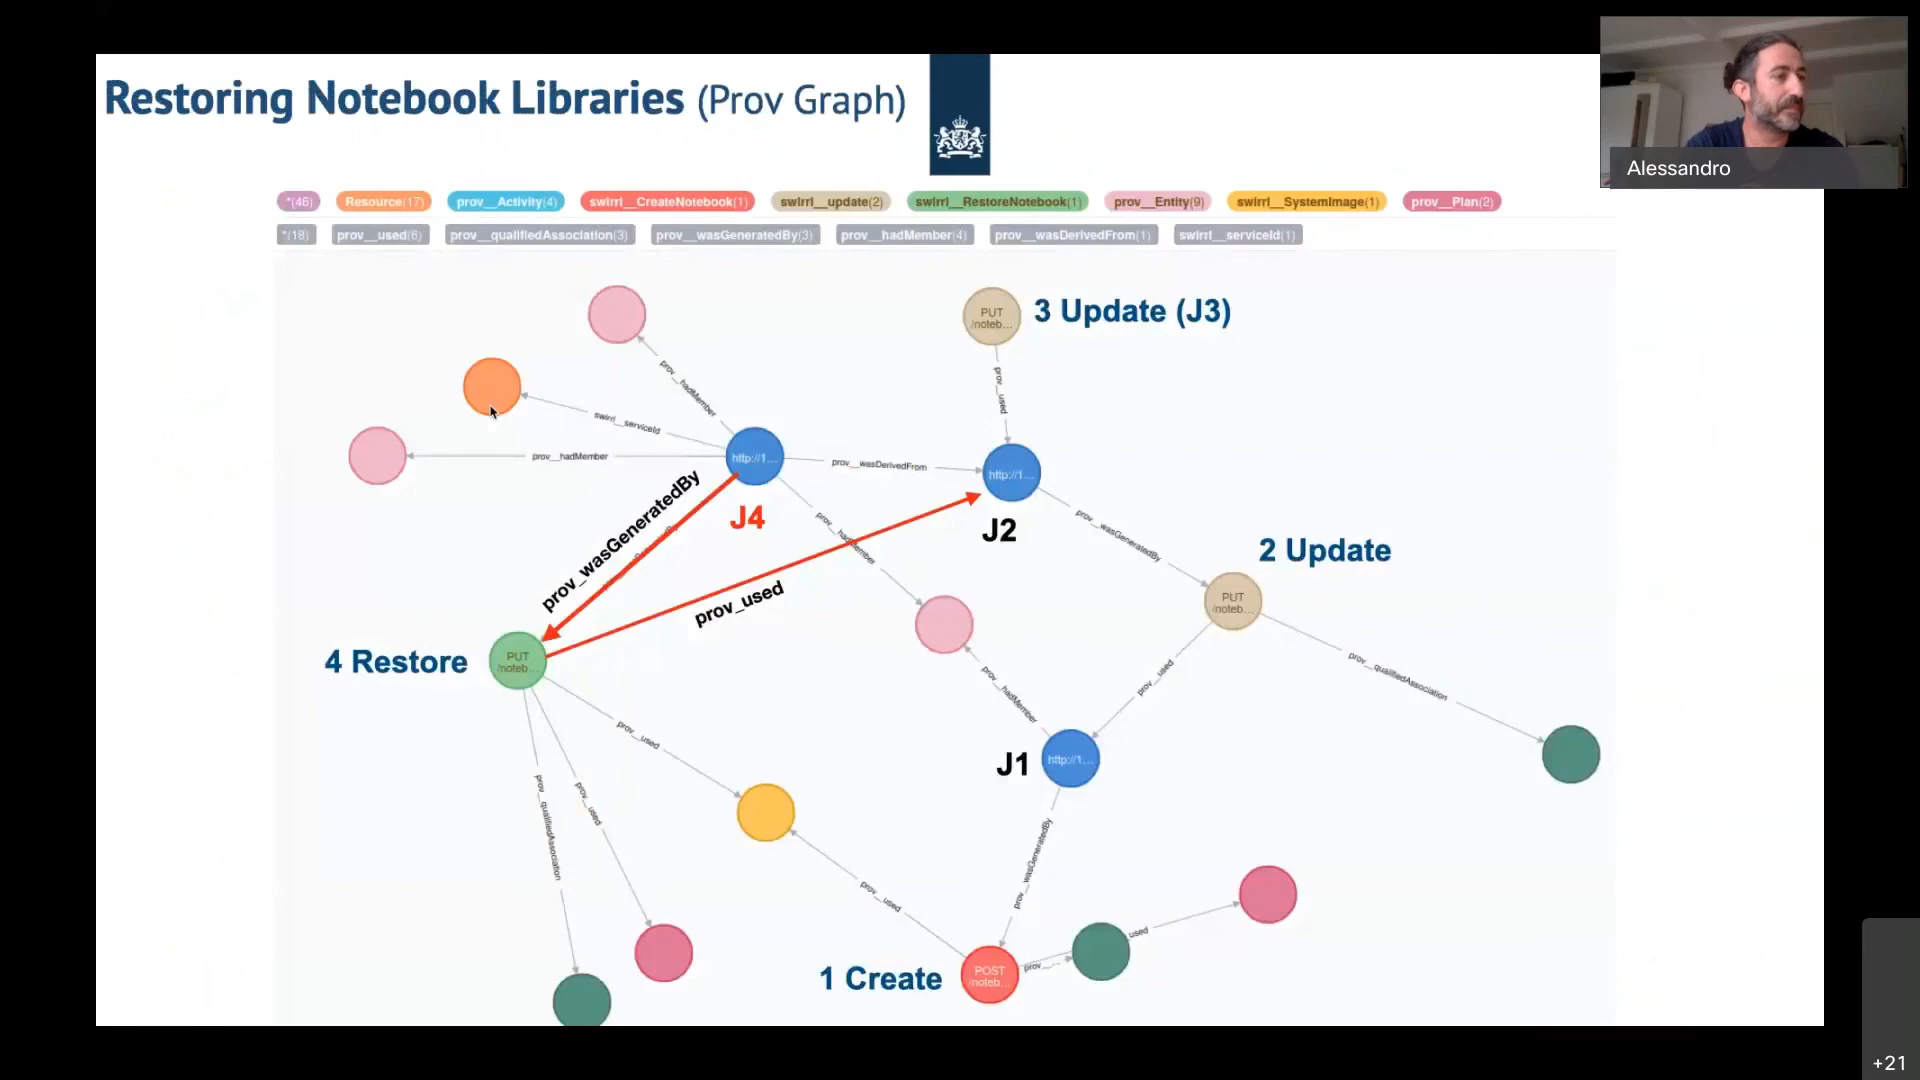 Restoring Notebook Libraries (Prov Graph)
Alessandro
*(46) Resource(17) prov__Activity(4) swirrl__CreateNotebook(1) swirrl__update(2) swirrl__RestoreNotebook(1) prov__Entity(9) swirrl__SystemImage(1) prov__Plan(2)
*(18) prov__used(6) prov__qualifiedAssociation(3) prov__wasGeneratedBy(3) prov__hadMember(4) prov__wasDerivedFrom(1) swirrl__serviceId(1)
PUT
/noteb...
3 Update (J3)
prov__hadMember
prov__used
swirrl__serviceId
prov__hadMember
http://1...
prov__wasDerivedFrom
http://1...
J4
J2
prov_wasGeneratedBy
prov__hadMember
prov__wasGeneratedBy
2 Update
prov_used
PUT
/noteb...
4 Restore
PUT
/noteb...
prov__used
prov__qualifiedAssociation
prov__hadMember
prov__used
J1
http://1...
prov__qualifiedAssociation
prov__used
prov__wasGeneratedBy
prov__used
used
1 Create
POST
/noteb...
prov__...
+21